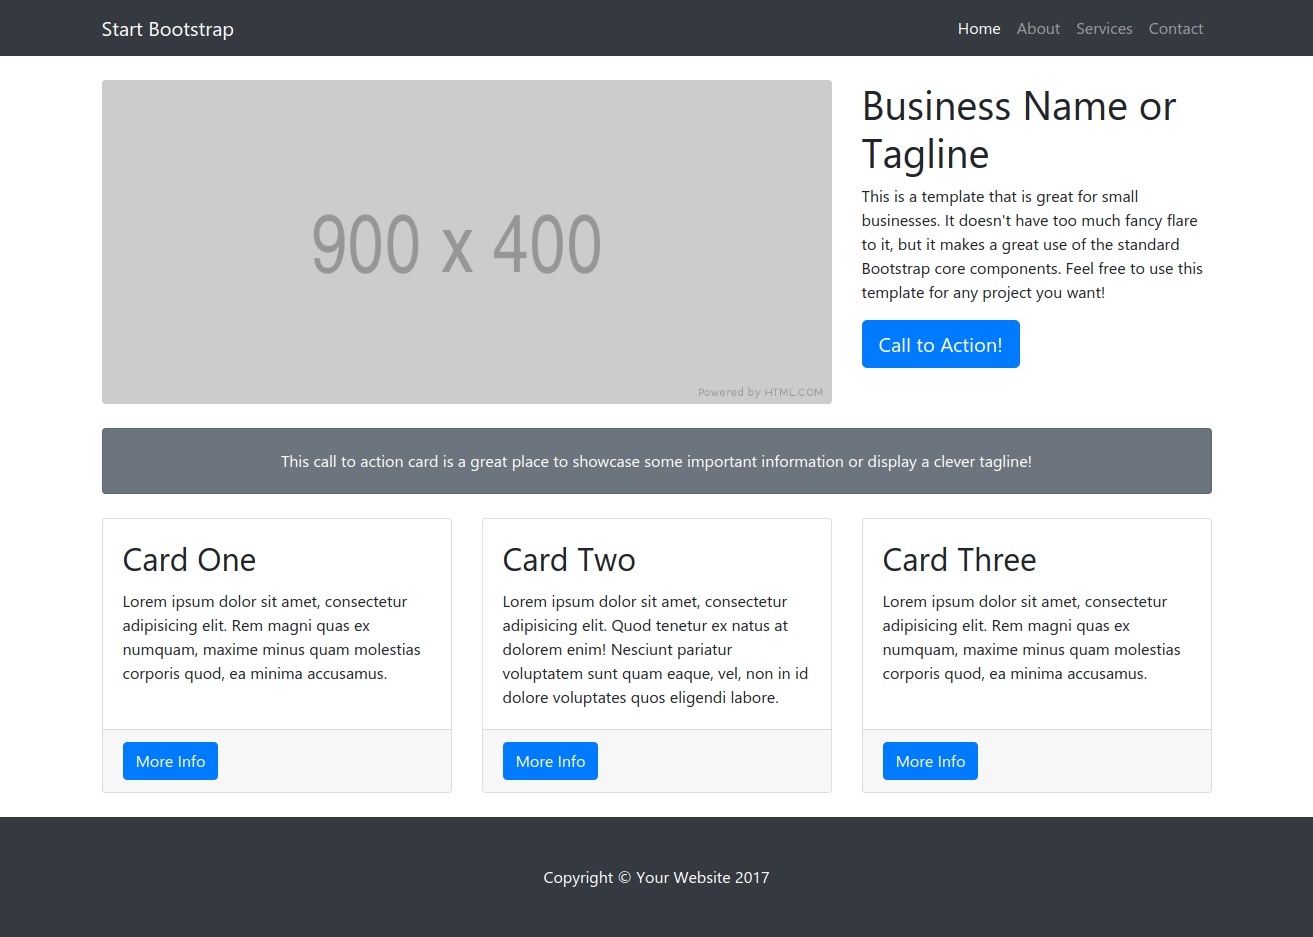 Start Bootstrap
Home About Services Contact
900 x 400
Powered by HTML.COM
Business Name or
Tagline
This is a template that is great for small
businesses. It doesn't have too much fancy flare
to it, but it makes a great use of the standard
Bootstrap core components. Feel free to use this
template for any project you want!
Call to Action!
This call to action card is a great place to showcase some important information or display a clever tagline!
Card One
Lorem ipsum dolor sit amet, consectetur
adipisicing elit. Rem magni quas ex
numquam, maxime minus quam molestias
corporis quod, ea minima accusamus.
More Info
Card Two
Lorem ipsum dolor sit amet, consectetur
adipisicing elit. Quod tenetur ex natus at
dolorem enim! Nesciunt pariatur
voluptatem sunt quam eaque, vel, non in id
dolore voluptates quos eligendi labore.
More Info
Card Three
Lorem ipsum dolor sit amet, consectetur
adipisicing elit. Rem magni quas ex
numquam, maxime minus quam molestias
corporis quod, ea minima accusamus.
More Info
Copyright © Your Website 2017